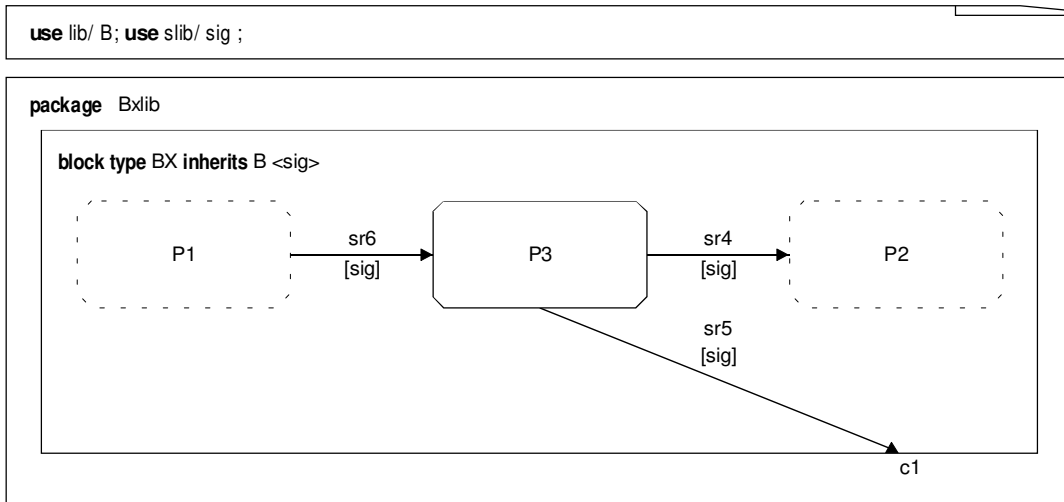 use lib/ B; use slib/ sig ;
package Bxlib
block type BX inherits B <sig>
P1
sr6
[sig]
P3
sr4
[sig]
P2
sr5
[sig]
c1